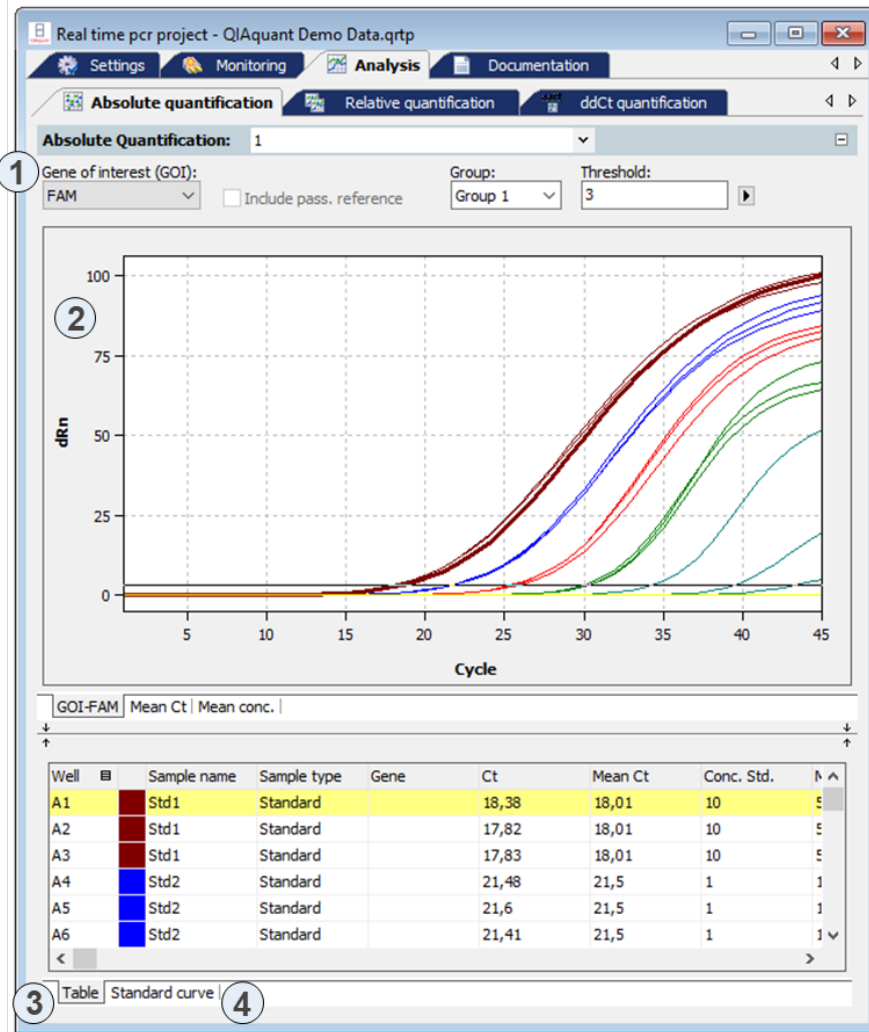 Real time pcr project - QIAquant Demo Data.qrtp
Settings Monitoring Analysis Documentation
Absolute quantification Relative quantification ddCt quantification
Absolute Quantification: 1
1
Gene of interest (GOI): Group: Threshold:
FAM Include pass. reference Group 1 3
2
100
75
50
25
0
dRn
5 10 15 20 25 30 35 40 45
Cycle
GOI-FAM Mean Ct Mean conc.
Well Sample name Sample type Gene Ct Mean Ct Conc. Std.
A1 Std1 Standard 18,38 18,01 10
A2 Std1 Standard 17,82 18,01 10
A3 Std1 Standard 17,83 18,01 10
A4 Std2 Standard 21,48 21,5 1
A5 Std2 Standard 21,6 21,5 1
A6 Std2 Standard 21,41 21,5 1
3 Table Standard curve 4